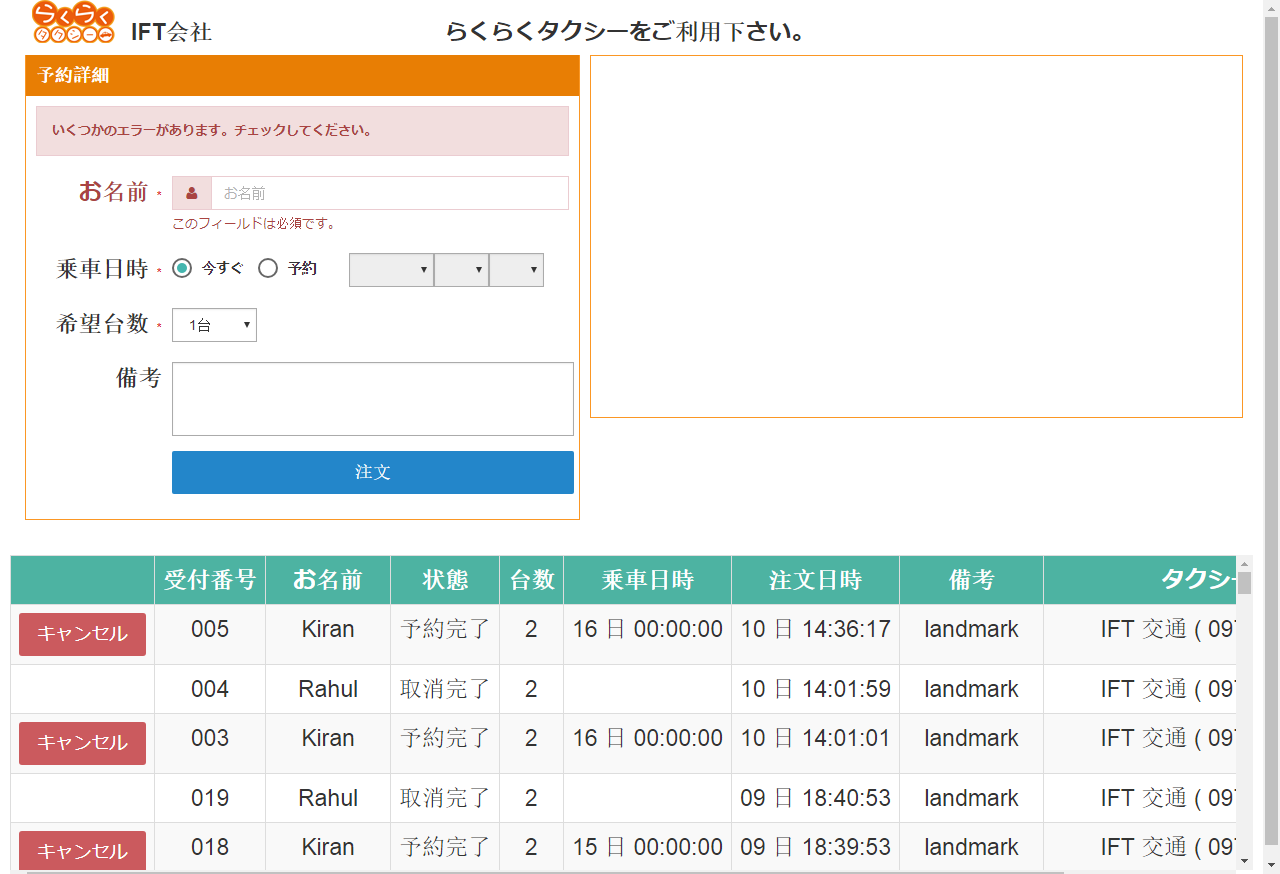 らくらく
タクシー
IFT会社
らくらくタクシーをご利用下さい。
予約詳細
いくつかのエラーがあります。チェックしてください。
お名前 * お名前
このフィールドは必須です。
乗車日時 * 今すぐ 予約
希望台数 * 1台
備考
注文
受付番号 お名前 状態 台数 乗車日時 注文日時 備考 タクシー
キャンセル 005 Kiran 予約完了 2 16 日 00:00:00 10 日 14:36:17 landmark IFT 交通 ( 097
004 Rahul 取消完了 2 10 日 14:01:59 landmark IFT 交通 ( 097
キャンセル 003 Kiran 予約完了 2 16 日 00:00:00 10 日 14:01:01 landmark IFT 交通 ( 097
019 Rahul 取消完了 2 09 日 18:40:53 landmark IFT 交通 ( 097
キャンセル 018 Kiran 予約完了 2 15 日 00:00:00 09 日 18:39:53 landmark IFT 交通 ( 097